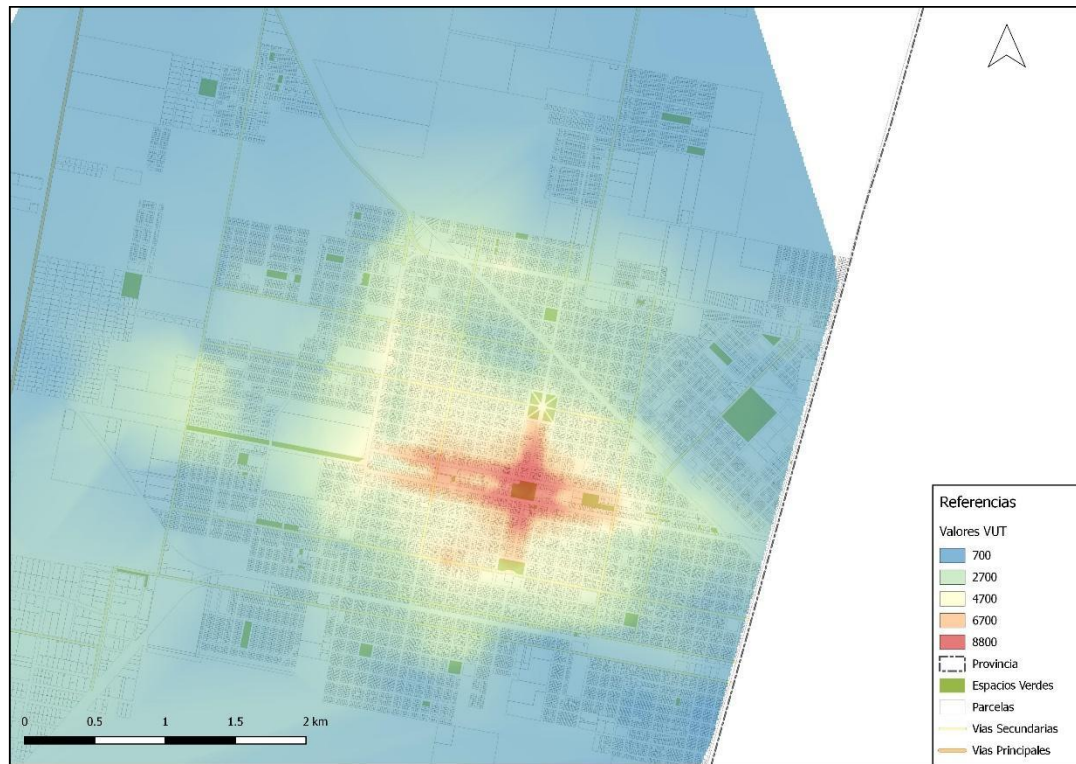 Referencias
Valores VUT
700
2700
4700
6700
8800
Provincia
Espacios Verdes
Parcelas
Vias Secundarias
Vias Principales
0 0.5 1 1.5 2 km